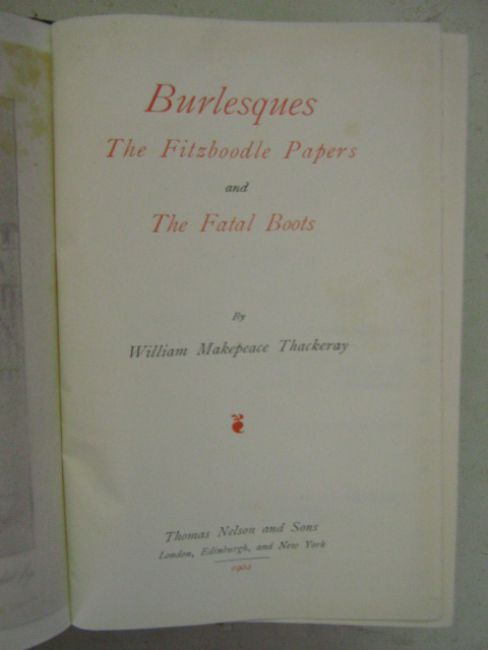 Burlesques
The Fitzboodle Papers
and
The Fatal Boots
By
William Makepeace Thackeray
Thomas Nelson and Sons
London, Edinburgh, and New York
1902